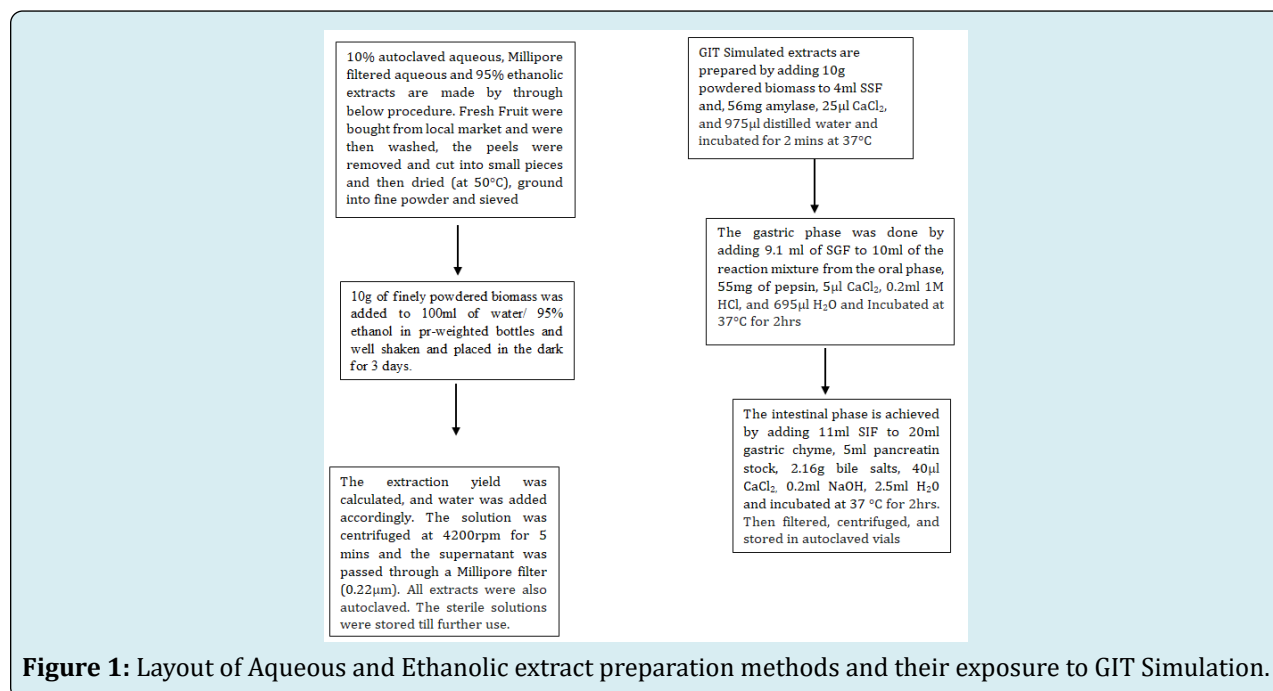 10% autoclaved aqueous, Millipore
filtered aqueous and 95% ethanolic
extracts are made by through
below procedure. Fresh Fruit were
bought from local market and were
then washed, the peels were
removed and cut into small pieces
and then dried (at 50°C), ground
into fine powder and sieved
10g of finely powdered biomass was
added to 100ml of water/ 95%
ethanol in pr-weighted bottles and
well shaken and placed in the dark
for 3 days.
The extraction yield was
calculated, and water was added
accordingly. The solution was
centrifuged at 4200rpm for 5
mins and the supernatant was
passed through a Millipore filter
(0.22μm). All extracts were also
autoclaved. The sterile solutions
were stored till further use.
GIT Simulated extracts are
prepared by adding 10g
powdered biomass to 4ml SSF
and, 56mg amylase, 25μl CaCl₂,
and 975μl distilled water and
incubated for 2 mins at 37°C
The gastric phase was done by
adding 9.1 ml of SGF to 10ml of the
reaction mixture from the oral phase,
55mg of pepsin, 5μl CaCl₂, 0.2ml 1M
HCl, and 695μl H₂O and Incubated at
37°C for 2hrs
The intestinal phase is achieved
by adding 11ml SIF to 20ml
gastric chyme, 5ml pancreatin
stock, 2.16g bile salts, 40μl
CaCl₂, 0.2ml NaOH, 2.5ml H₂0
and incubated at 37 °C for 2hrs.
Then filtered, centrifuged, and
stored in autoclaved vials
Figure 1: Layout of Aqueous and Ethanolic extract preparation methods and their exposure to GIT Simulation.